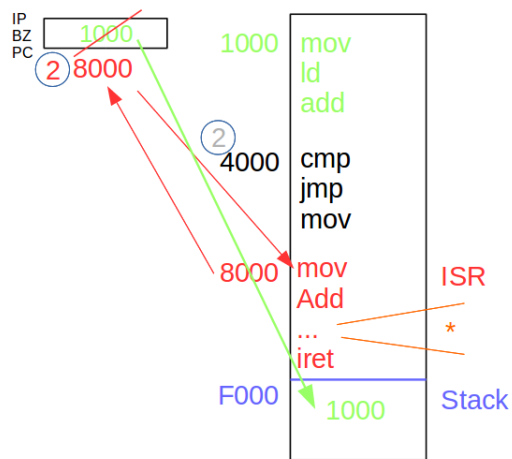 IP
BZ
PC
1000
2 8000
1000 mov
ld
add
2
4000 cmp
jmp
mov
8000 mov
Add
...
iret
ISR
*
F000
1000
Stack